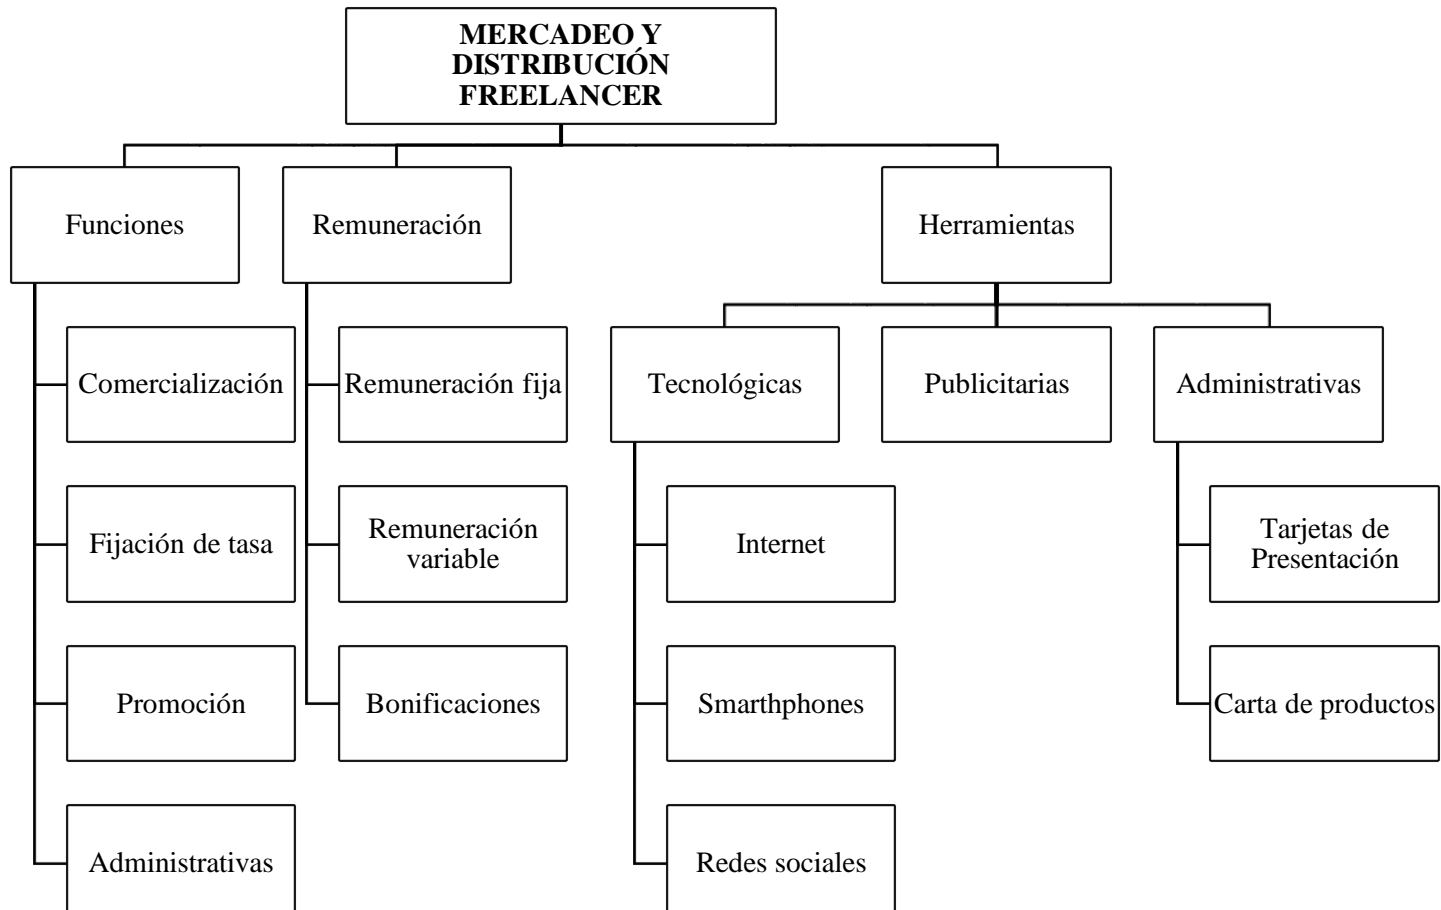 MERCADEO Y
DISTRIBUCIÓN
FREELANCER
Funciones
Remuneración
Herramientas
Comercialización
Remuneración fija
Tecnológicas
Publicitarias
Administrativas
Fijación de tasa
Remuneración
variable
Internet
Tarjetas de
Presentación
Promoción
Bonificaciones
Smarthphones
Carta de productos
Administrativas
Redes sociales